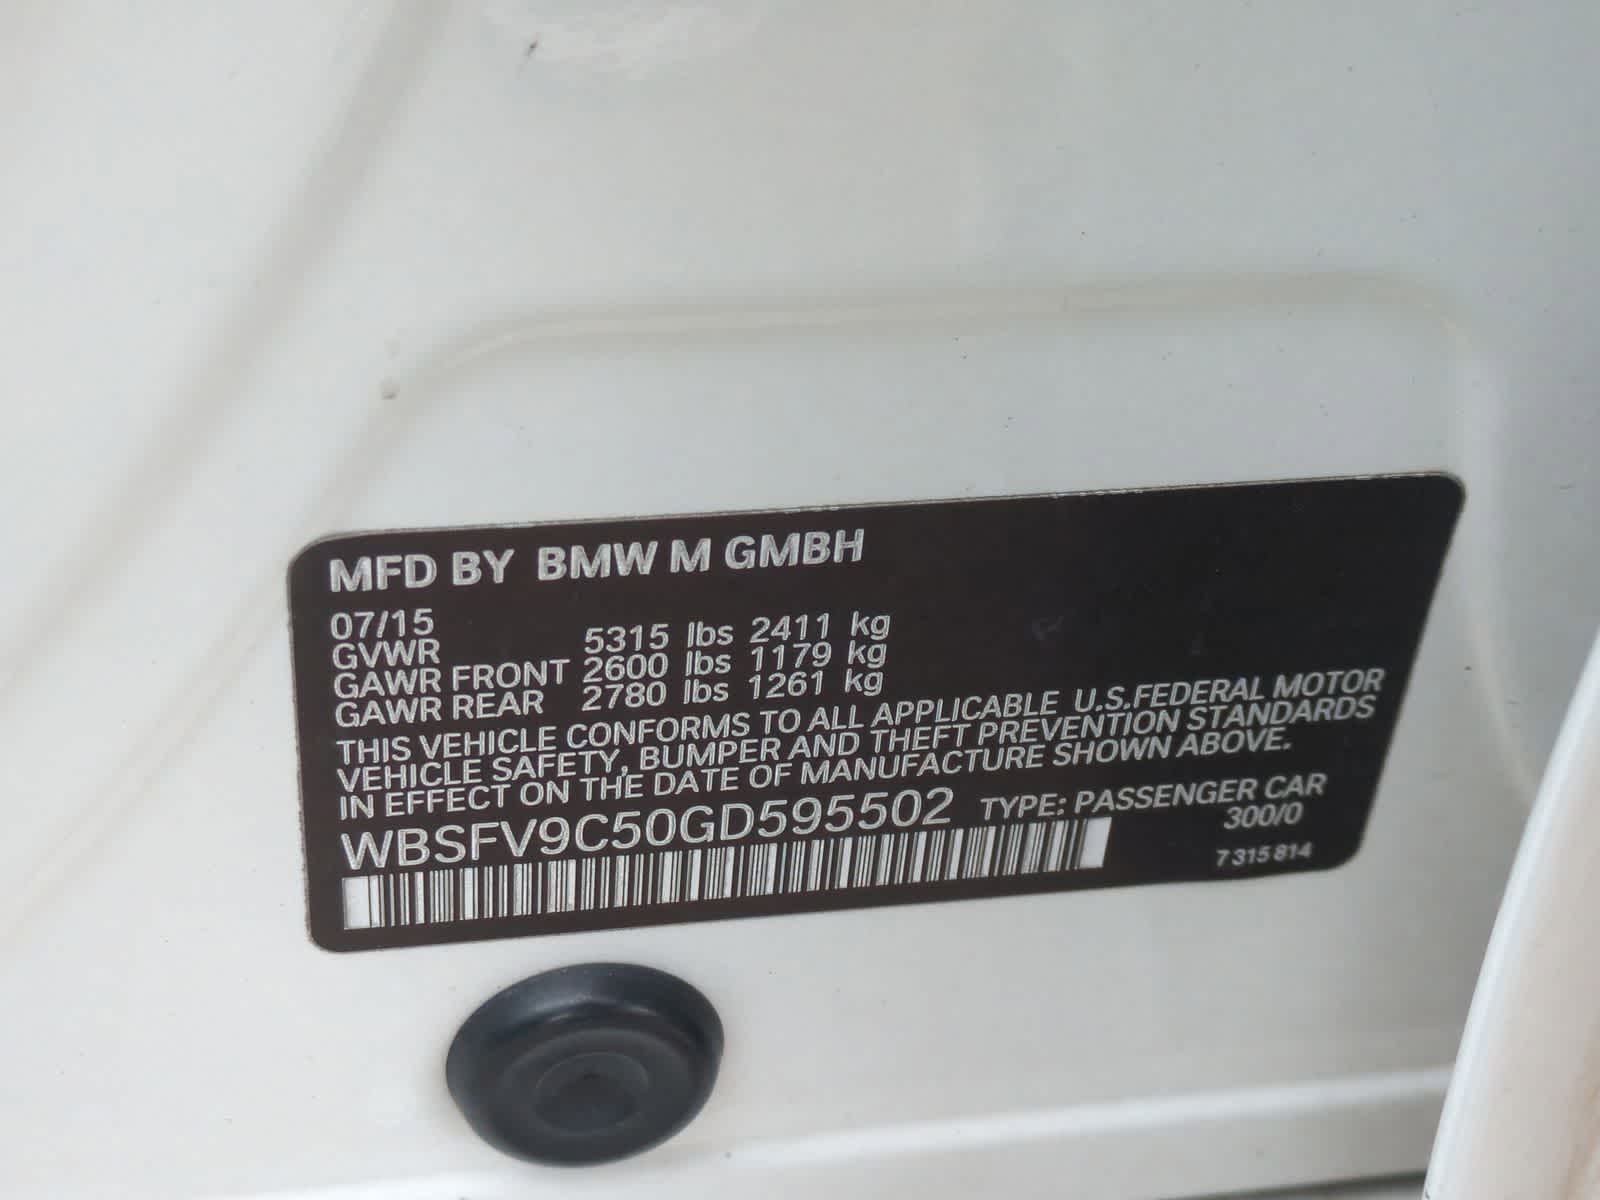 MFD BY BMW M GMBH
07/15
GVWR 5315 lbs 2411 kg
GAWR FRONT 2600 lbs 1179 kg
GAWR REAR 2780 lbs 1261 kg
THIS VEHICLE CONFORMS TO ALL APPLICABLE U.S.FEDERAL MOTOR
VEHICLE SAFETY, BUMPER AND THEFT PREVENTION STANDARDS
IN EFFECT ON THE DATE OF MANUFACTURE SHOWN ABOVE.
WBSFV9C50GD595502 TYPE: PASSENGER CAR
300/0
7 315 814